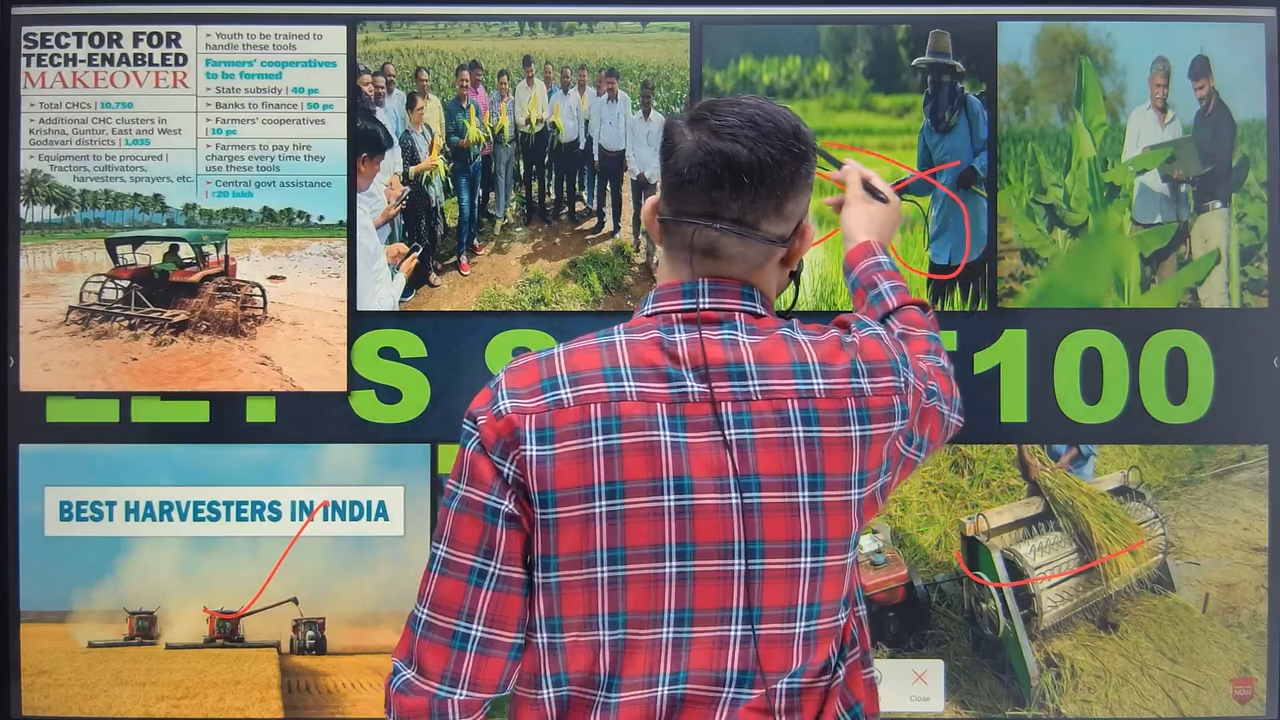 SECTOR FOR
TECH-ENABLED
MAKEOVER
➤ Total CHCs | 10,750
➤ Additional CHC clusters in
Krishna, Guntur, East and West
Godavari districts | 1,035
➤ Equipment to be procured |
Tractors, cultivators,
harvesters, sprayers, etc.
➤ Youth to be trained to
handle these tools
Farmers' cooperatives
to be formed
➤ State subsidy | 40 pc
➤ Banks to finance | 50 pc
➤ Farmers' cooperatives
| 10 pc
➤ Farmers to pay hire
charges every time they
use these tools
➤ Central govt assistance
| ₹20 lakh
LET'S S 100
BEST HARVESTERS IN INDIA
Close
NOW